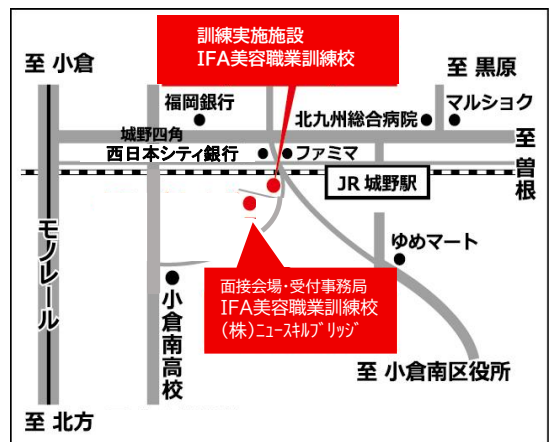 訓練実施施設
IFA美容職業訓練校
至 小倉
至 黒原
福岡銀行
北九州総合病院
マルショク
城野四角
至 曽根
西日本シティ銀行
ファミマ
JR 城野駅
モノレール
ゆめマート
面接会場・受付事務局
IFA美容職業訓練校
(株)ﾆｭｰｽｷﾙﾌﾞﾘｯｼﾞ
小倉南高校
至 小倉南区役所
至 北方